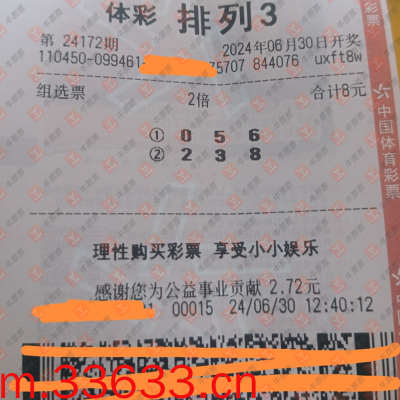 体彩 排列3
第 24172期 2024年06月30日开奖
110450-099461- 75707 844076 uxft8w
组选票 2倍 合计8元
① 0 5 6
② 2 3 8
理性购买彩票 享受小小娱乐
感谢您为公益事业贡献 2.72元
00015 24/06/30 12:40:12
m.33633.cn
中国体育彩票